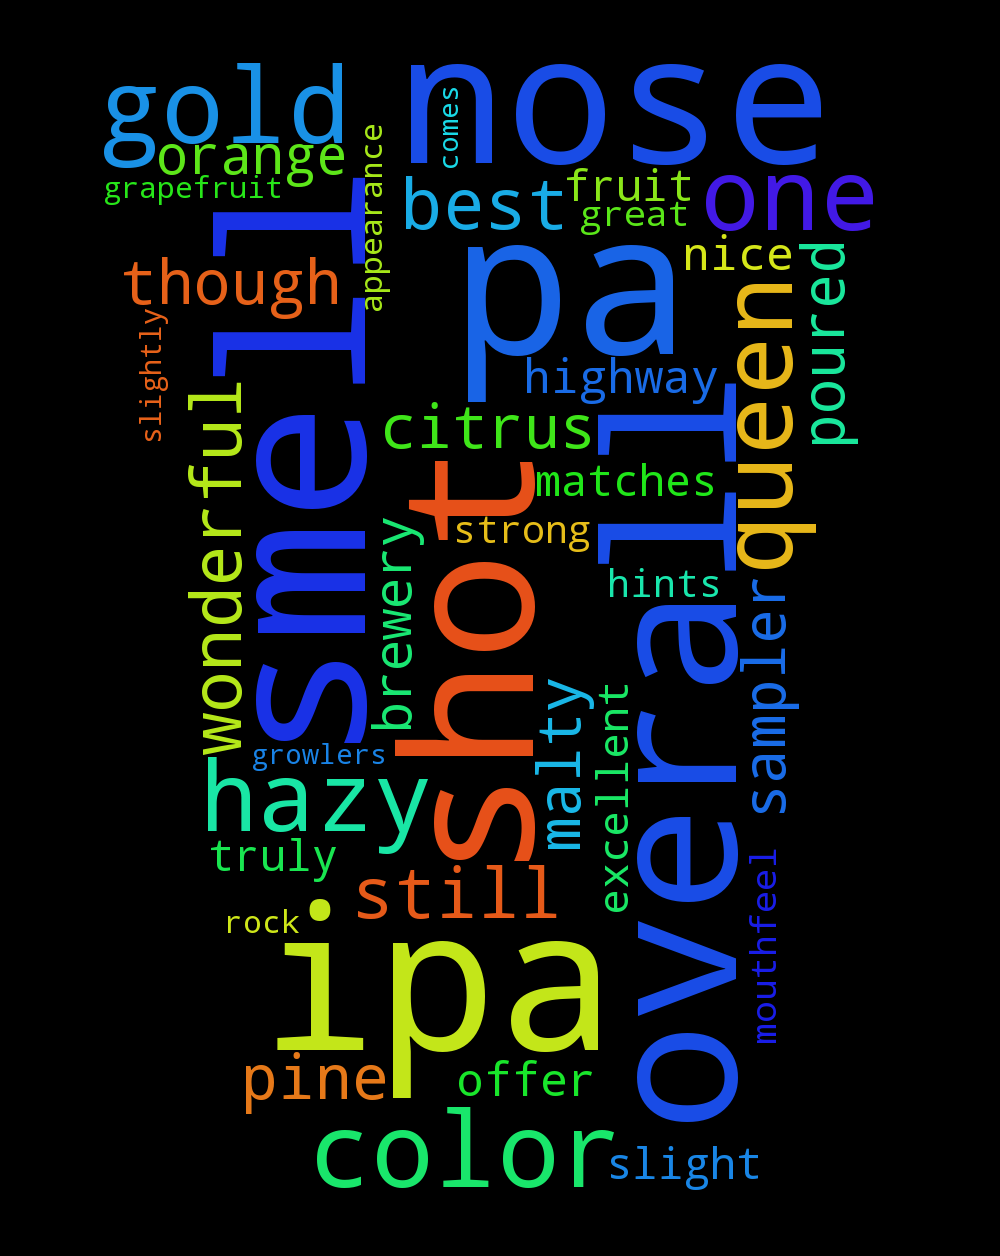 gold
nose
comes
orange
grapefruit
appearance
best
fruit
great
one
smell
pa
nice
poured
though
queen
slightly
highway
wonderful
citrus
overall
shot
matches
strong
brewery
hints
sampler
malty
excellent
growlers
hazy
truly
still
mouthfeel
rock
ipa
pine
offer
color
slight